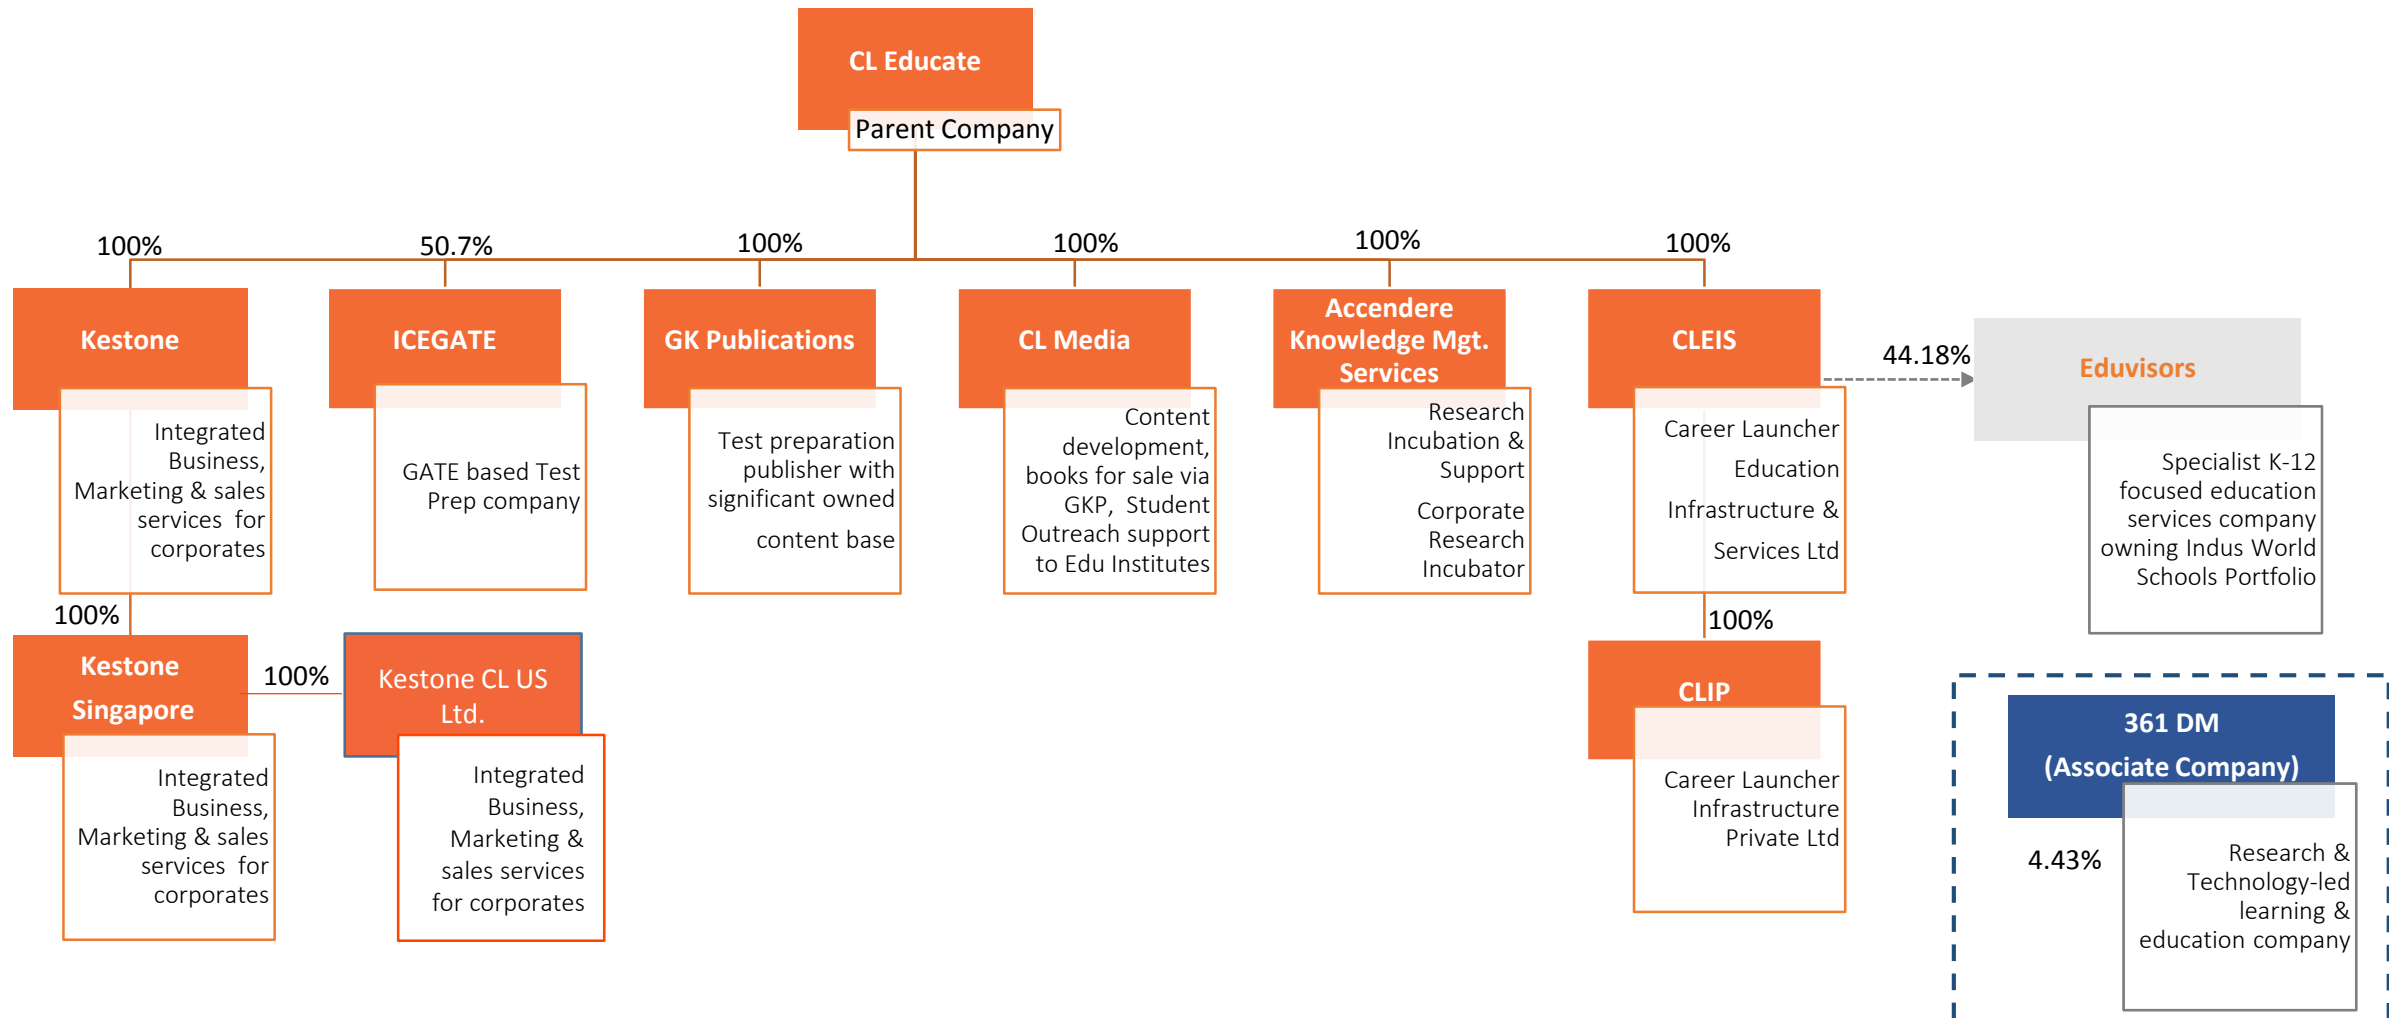 CL Educate
Parent Company
100%
50.7%
100%
100%
100%
100%
Kestone
Integrated
Business,
Marketing & sales
services for
corporates
ICEGATE
GATE based Test
Prep company
GK Publications
Test preparation
publisher with
significant owned
content base
CL Media
Content
development,
books for sale via
GKP, Student
Outreach support
to Edu Institutes
Accendere
Knowledge Mgt.
Services
Research
Incubation &
Support
Corporate
Research
Incubator
CLEIS
Career Launcher
Education
Infrastructure &
Services Ltd
44.18%
Eduvisors
Specialist K-12
focused education
services company
owning Indus World
Schools Portfolio
100%
Kestone
Singapore
Integrated
Business,
Marketing & sales
services for
corporates
100%
Kestone CL US
Ltd.
Integrated
Business,
Marketing &
sales services
for corporates
100%
CLIP
Career Launcher
Infrastructure
Private Ltd
361 DM
(Associate Company)
4.43%
Research &
Technology-led
learning &
education company